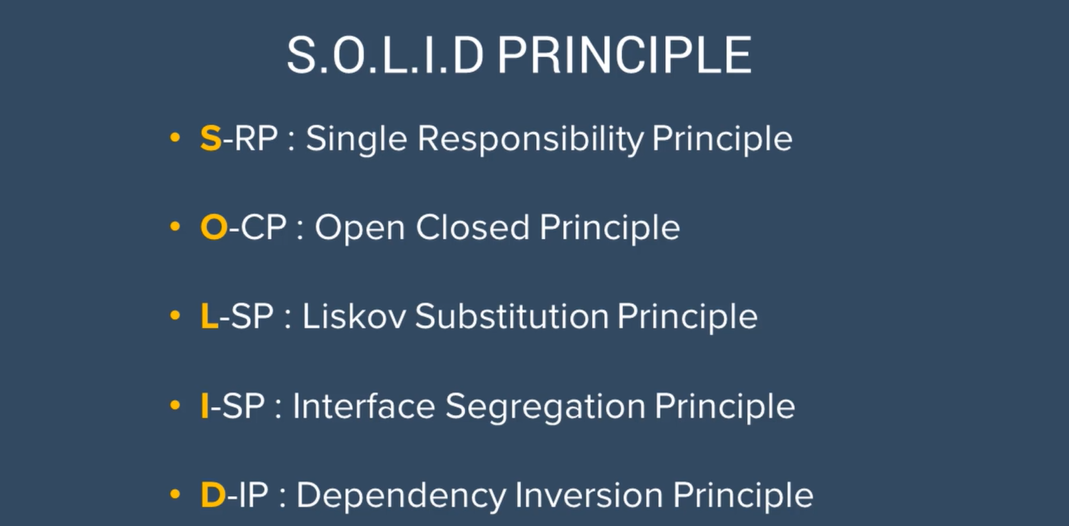 S.O.L.I.D PRINCIPLE
• S-RP : Single Responsibility Principle
• O-CP : Open Closed Principle
• L-SP : Liskov Substitution Principle
• I-SP : Interface Segregation Principle
• D-IP : Dependency Inversion Principle